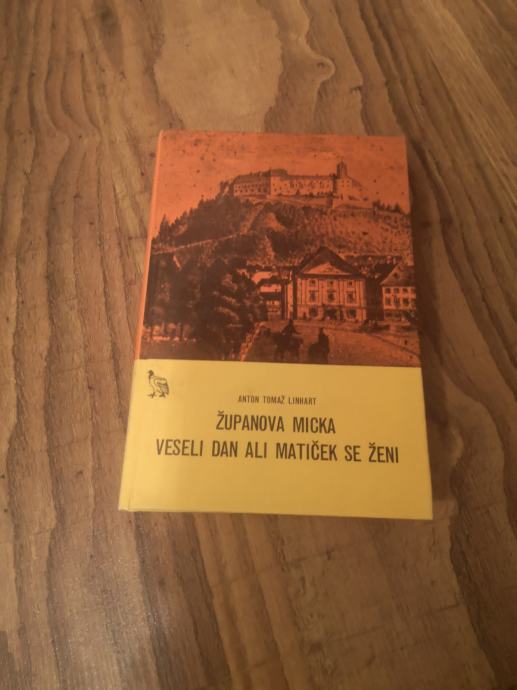 ANTON TOMAŽ LINHART
ŽUPANOVA MICKA
VESELI DAN ALI MATIČEK SE ŽENI